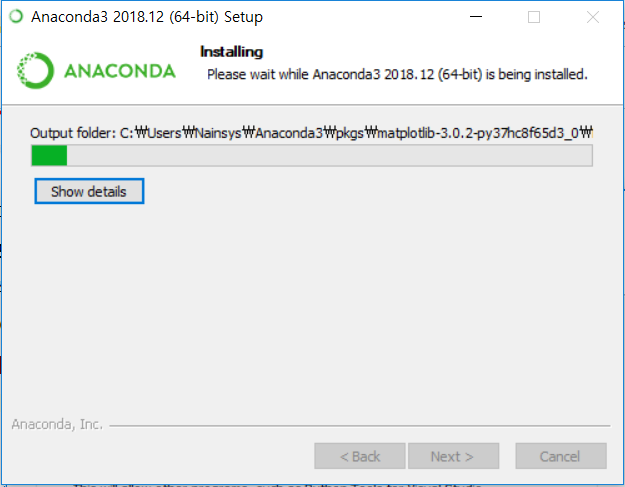 Anaconda3 2018.12 (64-bit) Setup
ANACONDA
Installing
Please wait while Anaconda3 2018.12 (64-bit) is being installed.
Output folder: C:₩Users₩Nainsys₩Anaconda3₩pkgs₩matplotlib-3.0.2-py37hc8f65d3_0₩
Show details
Anaconda, Inc.
< Back
Next >
Cancel